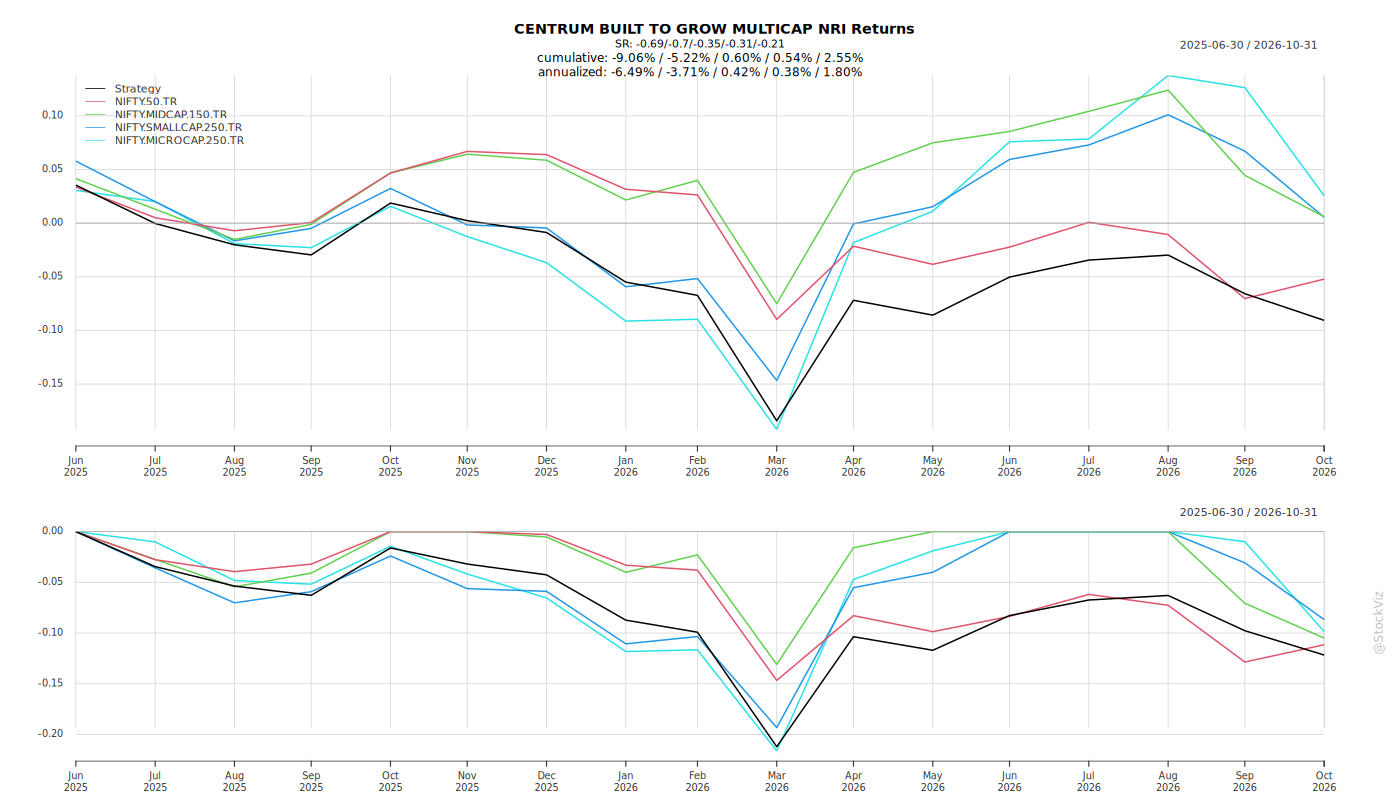 CENTRUM BUILT TO GROW MULTICAP NRI Returns
SR: -0.69/-0.7/-0.35/-0.31/-0.21
2025-06-30 / 2026-10-31
cumulative: -9.06% / -5.22% / 0.60% / 0.54% / 2.55%
annualized: -6.49% / -3.71% / 0.42% / 0.38% / 1.80%
Strategy
NIFTY.50.TR
NIFTY.MIDCAP.150.TR
NIFTY.SMALLCAP.250.TR
NIFTY.MICROCAP.250.TR
0.10
0.05
0.00
-0.05
-0.10
-0.15
Jun Jul Aug Sep Oct Nov Dec Jan Feb Mar Apr May Jun Jul Aug Sep Oct
2025 2025 2025 2025 2025 2025 2025 2026 2026 2026 2026 2026 2026 2026 2026 2026 2026
2025-06-30 / 2026-10-31
0.00
-0.05
-0.10
-0.15
-0.20
Jun Jul Aug Sep Oct Nov Dec Jan Feb Mar Apr May Jun Jul Aug Sep Oct
2025 2025 2025 2025 2025 2025 2025 2026 2026 2026 2026 2026 2026 2026 2026 2026 2026
@StockViz